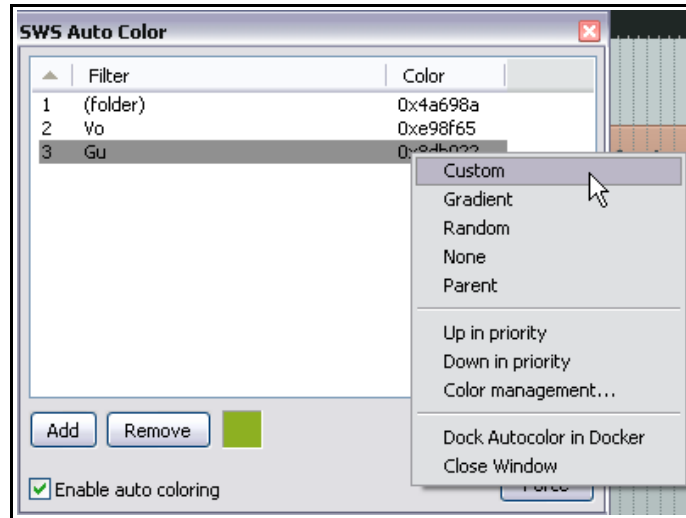 SWS Auto Color
Filter Color
1 (folder) 0x4a698a
2 Vo 0xe98f65
3 Gu
Custom
Gradient
Random
None
Parent
Up in priority
Down in priority
Color management...
Dock Autocolor in Docker
Close Window
Add Remove
Enable auto coloring